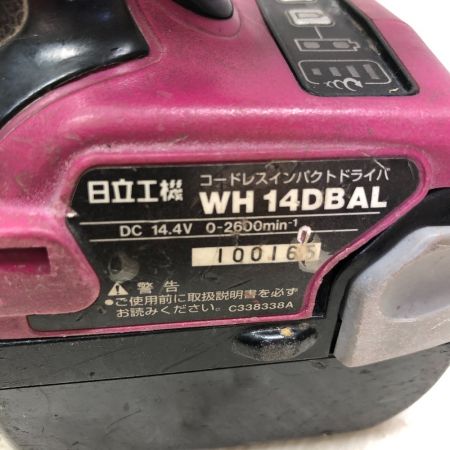 日立工機
コードレスインパクトドライバ
WH 14DBAL
DC 14.4V 0-2600min⁻¹
⚠警告
●ご使用前に取扱説明書を必ず
お読みください。C338338A